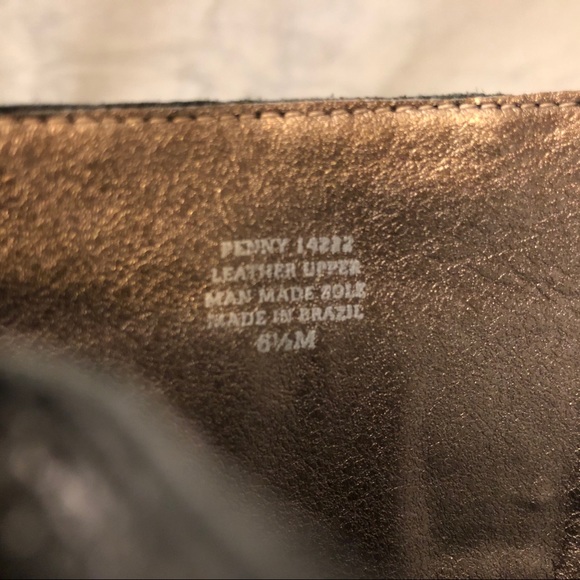 PENNY 14222
LEATHER UPPER
MAN MADE SOLE
MADE IN BRAZIL
6½M